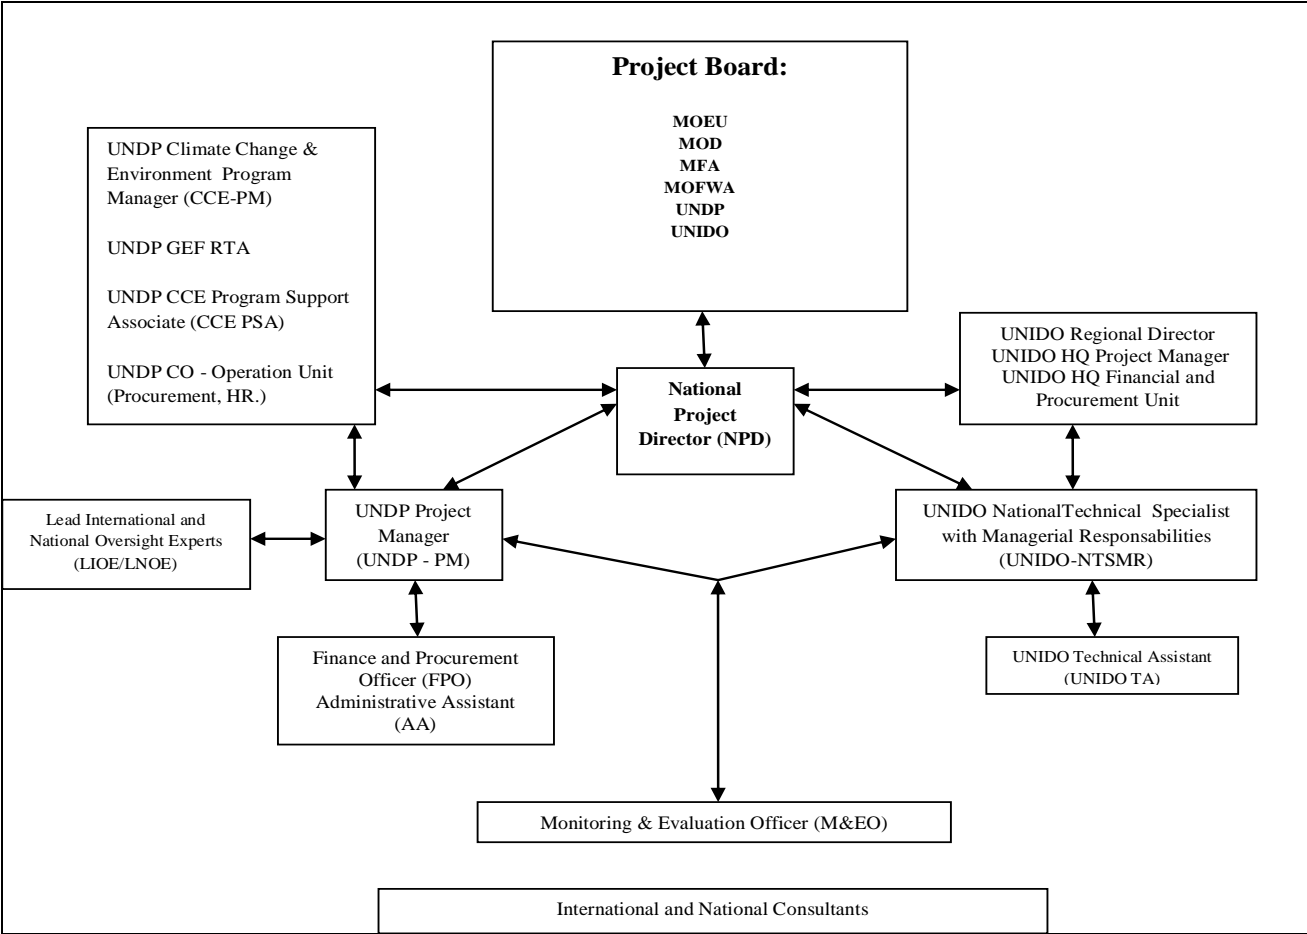 Project Board:
MOEU
MOD
MFA
MOFWA
UNDP
UNIDO
UNDP Climate Change &
Environment Program
Manager (CCE-PM)
UNDP GEF RTA
UNDP CCE Program Support
Associate (CCE PSA)
UNDP CO - Operation Unit
(Procurement, HR.)
UNIDO Regional Director
UNIDO HQ Project Manager
UNIDO HQ Financial and
Procurement Unit
National
Project
Director (NPD)
Lead International and
National Oversight Experts
(LIOE/LNOE)
UNDP Project
Manager
(UNDP - PM)
UNIDO NationalTechnical Specialist
with Managerial Responsabilities
(UNIDO-NTSMR)
Finance and Procurement
Officer (FPO)
Administrative Assistant
(AA)
UNIDO Technical Assistant
(UNIDO TA)
Monitoring & Evaluation Officer (M&EO)
International and National Consultants